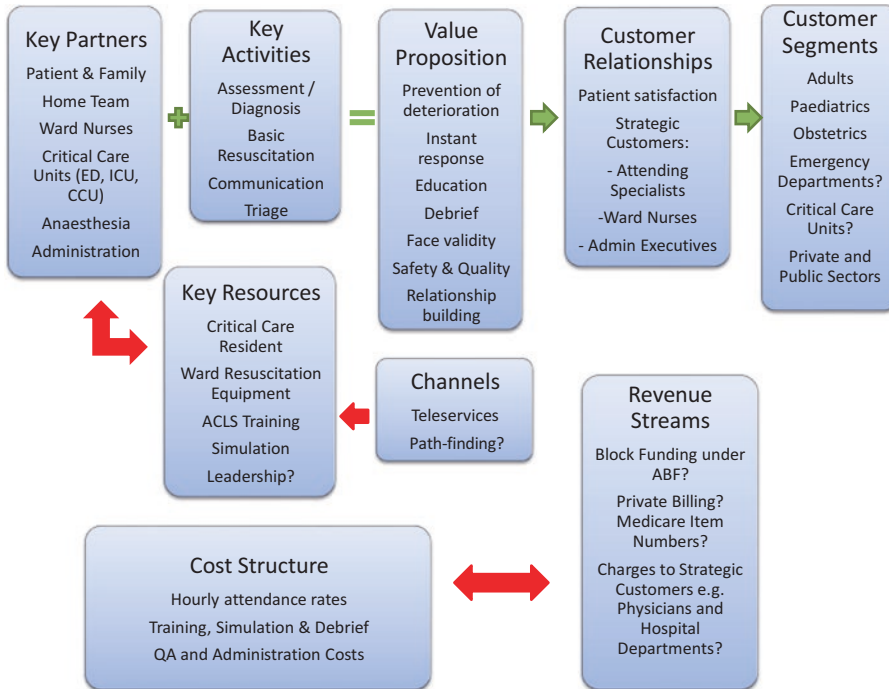 Key Partners
Patient & Family
Home Team
Ward Nurses
Critical Care
Units (ED, ICU,
CCU)
Anaesthesia
Administration
Key
Activities
Assessment /
Diagnosis
Basic
Resuscitation
Communication
Triage
Value
Proposition
Prevention of
deterioration
Instant
response
Education
Debrief
Face validity
Safety & Quality
Relationship
building
Customer
Relationships
Patient satisfaction
Strategic
Customers:
- Attending
Specialists
-Ward Nurses
- Admin Executives
Customer
Segments
Adults
Paediatrics
Obstetrics
Emergency
Departments?
Critical Care
Units?
Private and
Public Sectors
Key Resources
Critical Care
Resident
Ward Resuscitation
Equipment
ACLS Training
Simulation
Leadership?
Channels
Teleservices
Path-finding?
Revenue
Streams
Block Funding under
ABF?
Private Billing?
Medicare Item
Numbers?
Charges to Strategic
Customers e.g.
Physicians and
Hospital
Departments?
Cost Structure
Hourly attendance rates
Training, Simulation & Debrief
QA and Administration Costs